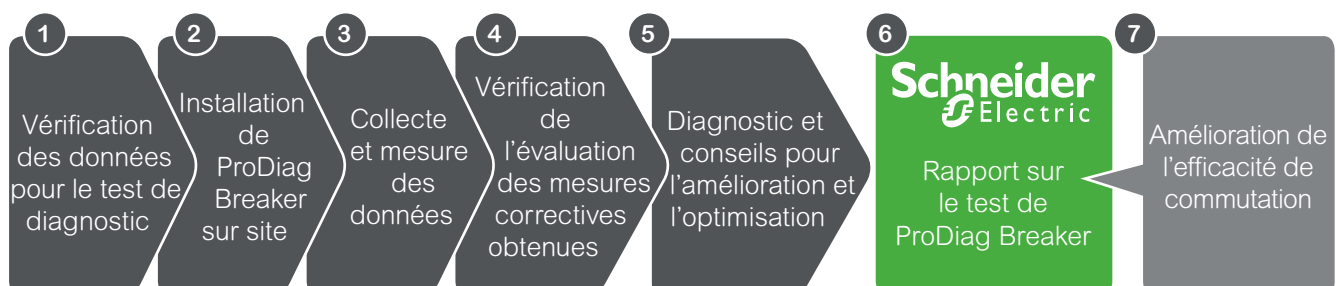 1
Vérification
des données
pour le test de
diagnostic
2
Installation
de
ProDiag
Breaker
sur site
3
Collecte
et mesure
des
données
4
Vérification
de
l'évaluation
des mesures
correctives
obtenues
5
Diagnostic et
conseils pour
l'amélioration et
l'optimisation
6
Schneider
Electric
Rapport sur
le test de
ProDiag Breaker
7
Amélioration de
l'efficacité de
commutation